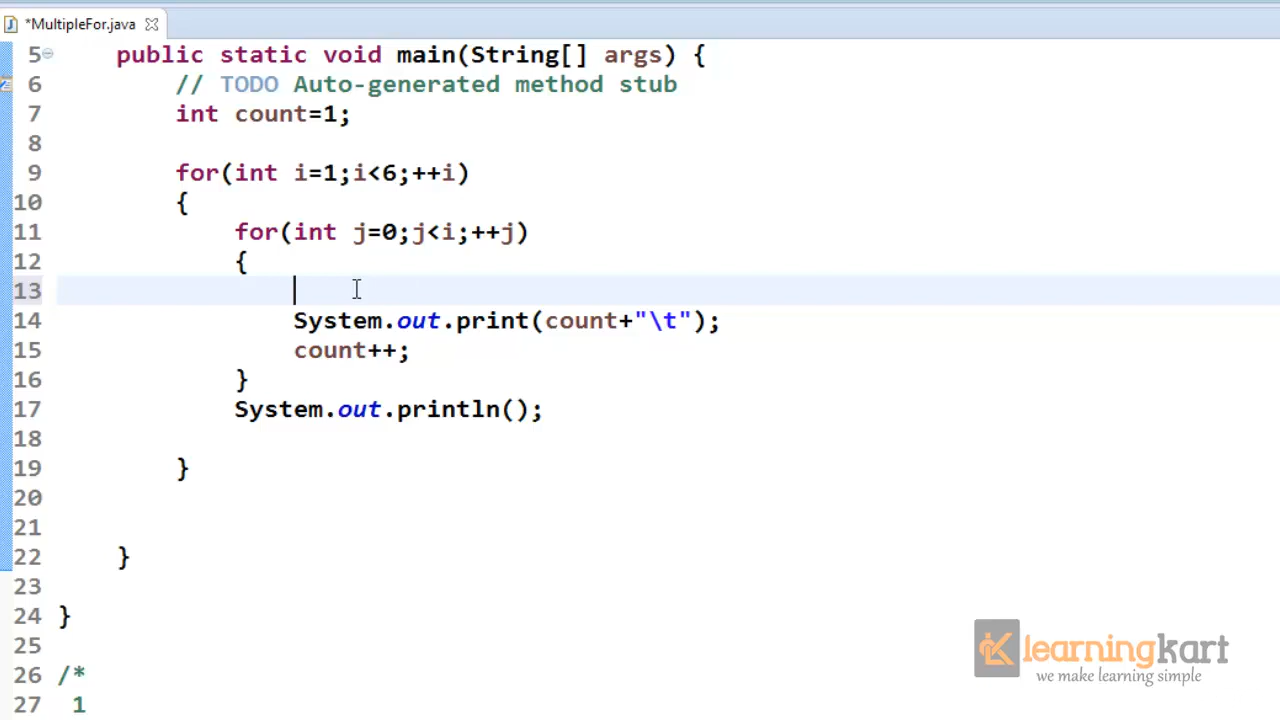 *MultipleFor.java
5 public static void main(String[] args) {
6 // TODO Auto-generated method stub
7 int count=1;
8
9 for(int i=1;i<6;++i)
10 {
11 for(int j=0;j<i;++j)
12 {
13
14 System.out.print(count+"\t");
15 count++;
16 }
17 System.out.println();
18
19 }
20
21
22 }
23
24 }
25
26 /*
27 1
learningkart
we make learning simple